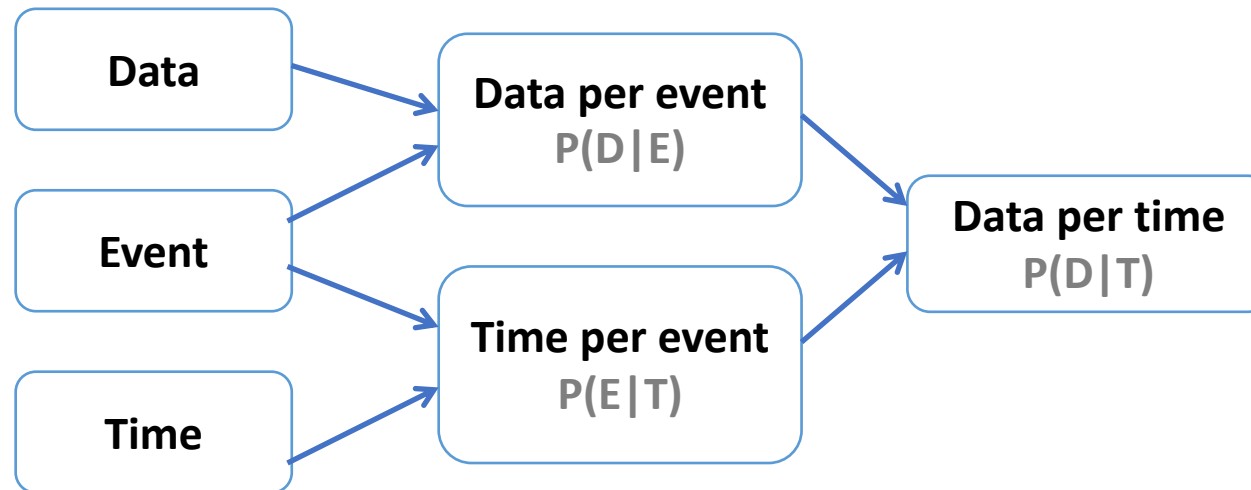 Data
Event
Time
Data per event
P(D|E)
Time per event
P(E|T)
Data per time
P(D|T)